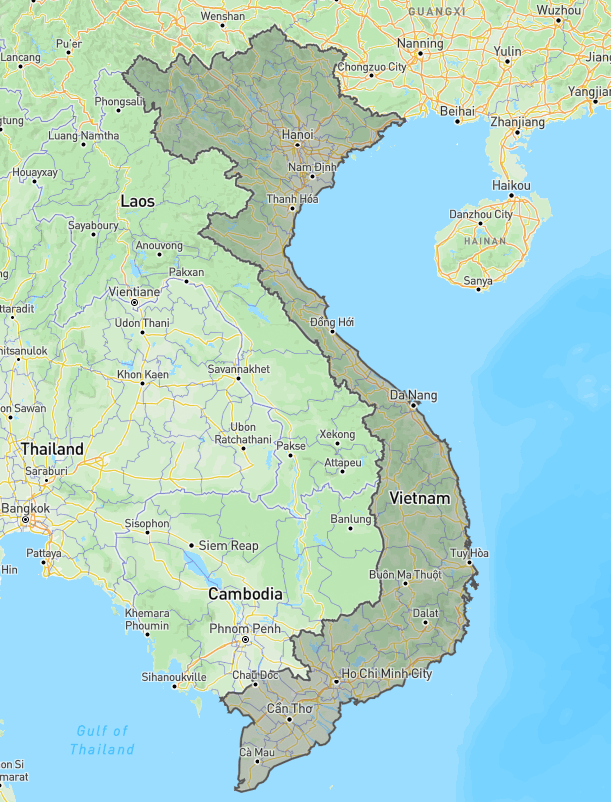 Wenshan
GUANGXI
Wuzhou
Pu'er
Nanning
Yulin
Lancang
Chongzuo City
Phongsali
Beihai
Yangjian
Zhanjiang
gtung
Luang Namtha
Hanoi
Houayxay
Nam Định
Haikou
Laos
Thanh Hóa
Danzhou City
HAINAN
Sayaboury
Anouvong
Pakxan
Sanya
Vientiane
ttaradit
Udon Thani
Đồng Hới
hitsanulok
Khon Kaen
Savannakhet
Da Nang
on Sawan
Ubon
Ratchathani
Xekong
Pakse
Thailand
Attapeu
Saraburi
Vietnam
Bangkok
Sisophon
Banlung
Siem Reap
Pattaya
Tuy Hòa
Hin
Buôn Ma Thuột
Cambodia
Khemara
Phoumin
Dalat
Phnom Penh
Sihanoukville
Chau Doc
Ho Chi Minh City
Cần Thơ
Gulf of
Thailand
Cà Mau
on Si
marat